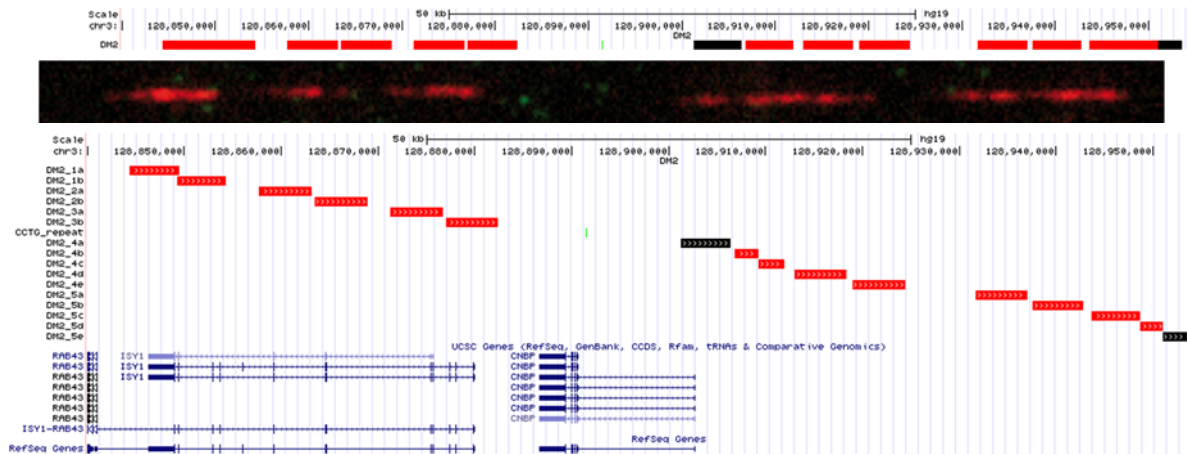 Scale 50 kb hg19
chr3: 128,850,000 128,860,000 128,870,000 128,880,000 128,890,000 128,900,000 128,910,000 128,920,000 128,930,000 128,940,000 128,950,000
DM2
DM2
Scale 50 kb hg19
chr3: 128,850,000 128,860,000 128,870,000 128,880,000 128,890,000 128,900,000 128,910,000 128,920,000 128,930,000 128,940,000 128,950,000
DM2
DM2_1a
DM2_1b
DM2_2a
DM2_2b
DM2_3a
DM2_3b
CCTG_repeat
DM2_4a
DM2_4b
DM2_4c
DM2_4d
DM2_4e
DM2_5a
DM2_5b
DM2_5c
DM2_5d
DM2_5e
UCSC Genes (RefSeq, GenBank, CCDS, Rfam, tRNAs & Comparative Genomics)
RAB43 ISY1 CNBP
RAB43 ISY1 CNBP
RAB43 ISY1 CNBP
RAB43 CNBP
RAB43 CNBP
RAB43 CNBP
RAB43 CNBP
ISY1-RAB43
RefSeq Genes
RefSeq Genes